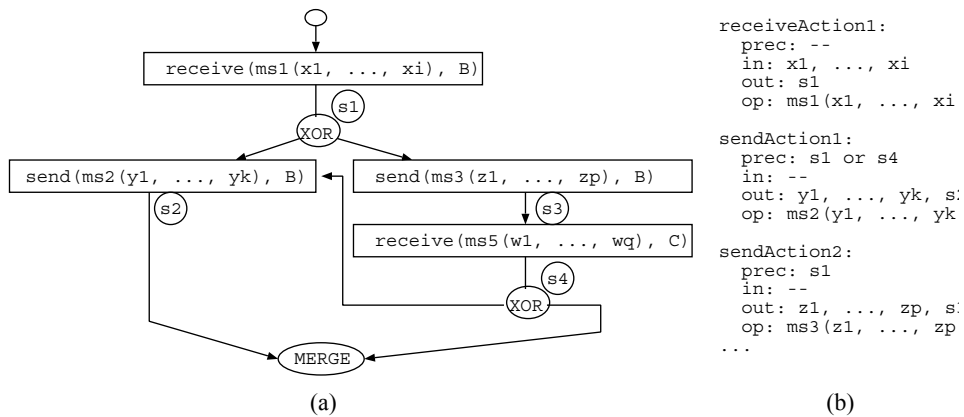 receive(ms1(x1, ..., xi), B)
s1
XOR
send(ms2(y1, ..., yk), B)
send(ms3(z1, ..., zp), B)
s2
s3
receive(ms5(w1, ..., wq), C)
s4
XOR
MERGE
(a)
receiveAction1:
prec: --
in: x1, ..., xi
out: s1
op: ms1(x1, ..., xi
sendAction1:
prec: s1 or s4
in: --
out: y1, ..., yk, s2
op: ms2(y1, ..., yk
sendAction2:
prec: s1
in: --
out: z1, ..., zp, s3
op: ms3(z1, ..., zp
...
(b)